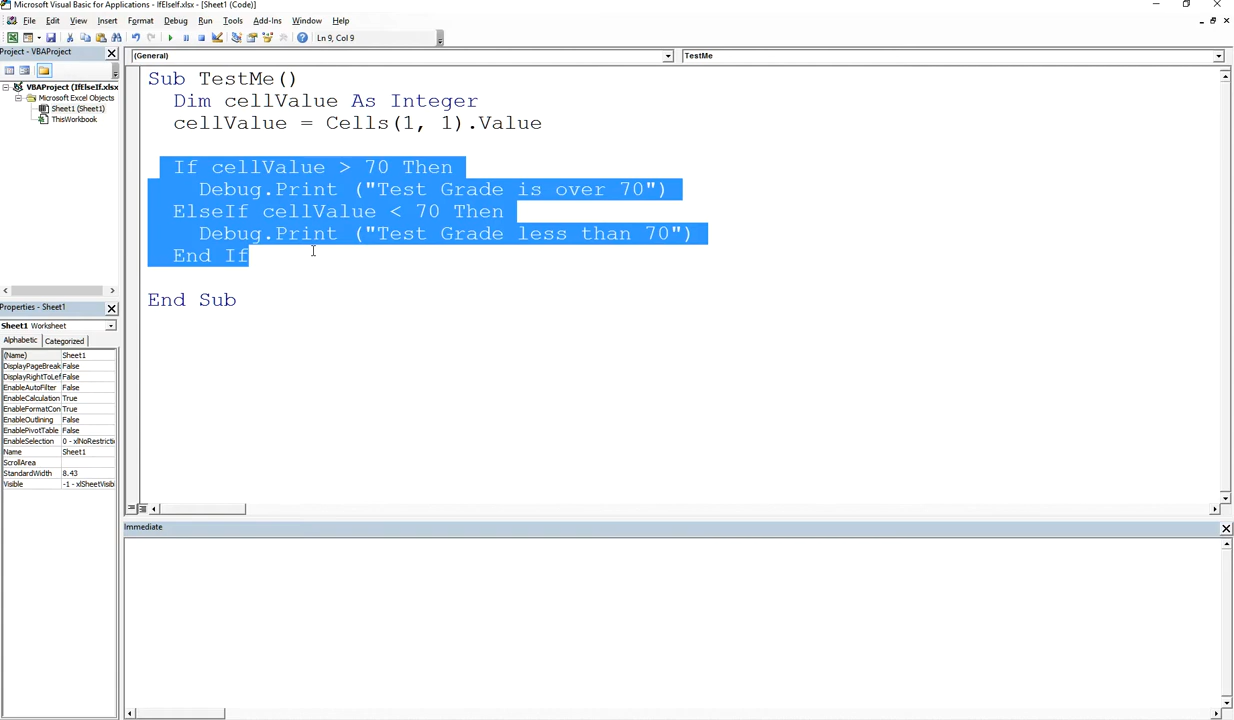 Microsoft Visual Basic for Applications - IfElseIf.xlsx - [Sheet1 (Code)]
File Edit View Insert Format Debug Run Tools Add-Ins Window Help
Ln 9, Col 9
Project - VBAProject
(General) TestMe
VBAProject (IfElseIf.xlsx
Microsoft Excel Objects
Sheet1 (Sheet1)
ThisWorkbook
Sub TestMe()
Dim cellValue As Integer
cellValue = Cells(1, 1).Value
If cellValue > 70 Then
Debug.Print ("Test Grade is over 70")
ElseIf cellValue < 70 Then
Debug.Print ("Test Grade less than 70")
End If
End Sub
Properties - Sheet1
Sheet1 Worksheet
Alphabetic Categorized
(Name) Sheet1
DisplayPageBreak False
DisplayRightToLef False
EnableAutoFilter False
EnableCalculation True
EnableFormatCon True
EnableOutlining False
EnablePivotTable False
EnableSelection 0 - xlNoRestricti
Name Sheet1
ScrollArea
StandardWidth 8.43
Visible -1 - xlSheetVisib
Immediate